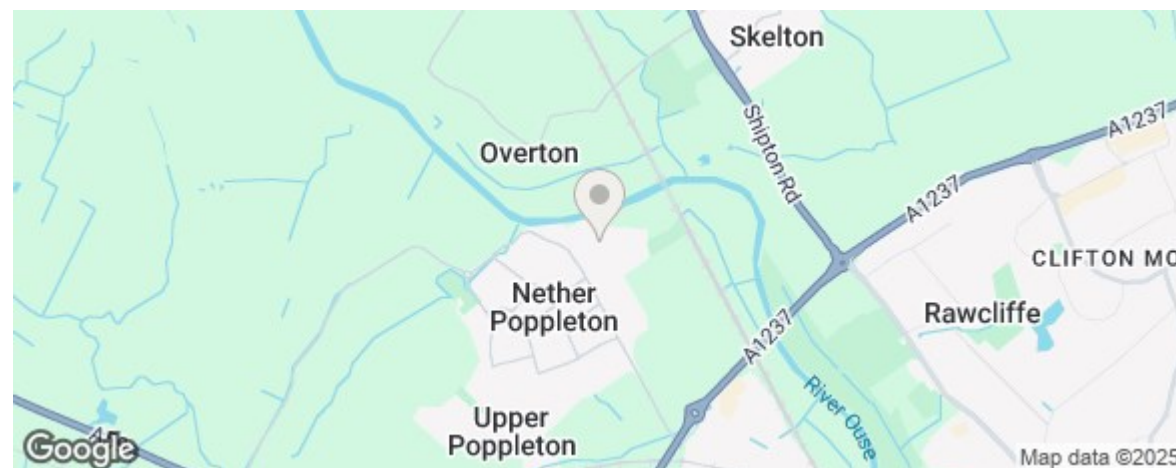 Skelton
Shipton Rd
A1237
Overton
A1237
CLIFTON MO
Nether
Poppleton
Rawcliffe
A1237
River Ouse
Upper
Poppleton
Google
Map data ©2025